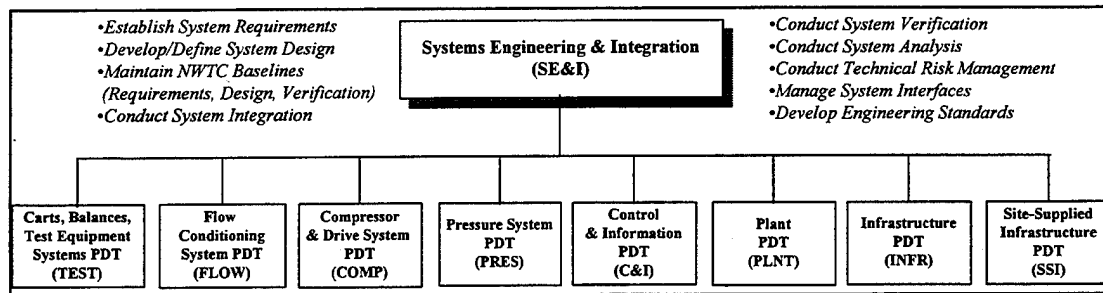 •Establish System Requirements
•Develop/Define System Design
•Maintain NWTC Baselines
(Requirements, Design, Verification)
•Conduct System Integration
Systems Engineering & Integration
(SE&I)
•Conduct System Verification
•Conduct System Analysis
•Conduct Technical Risk Management
•Manage System Interfaces
•Develop Engineering Standards
Carts, Balances,
Test Equipment
Systems PDT
(TEST)
Flow
Conditioning
System PDT
(FLOW)
Compressor
& Drive System
PDT
(COMP)
Pressure System
PDT
(PRES)
Control
& Information
PDT
(C&I)
Plant
PDT
(PLNT)
Infrastructure
PDT
(INFR)
Site-Supplied
Infrastructure
PDT
(SSI)